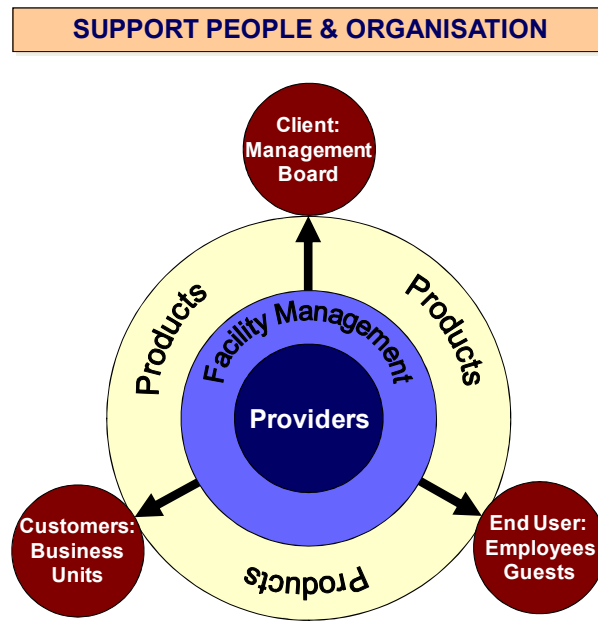 SUPPORT PEOPLE & ORGANISATION
Client:
Management
Board
Products
Products
Facility Management
Providers
Customers:
Business
Units
End User:
Employees
Guests
Products